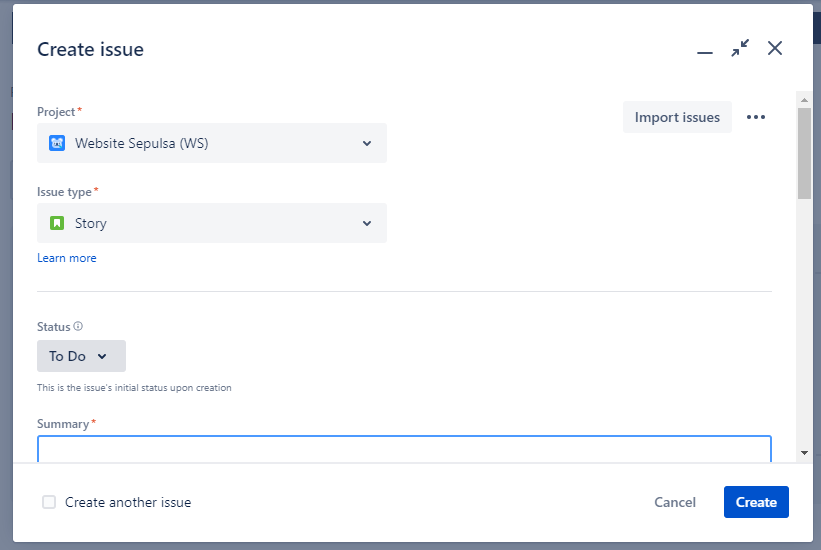 Create issue
Project*
Import issues
Website Sepulsa (WS)
Issue type*
Story
Learn more
Status
To Do
This is the issue's initial status upon creation
Summary*
Create another issue
Cancel
Create